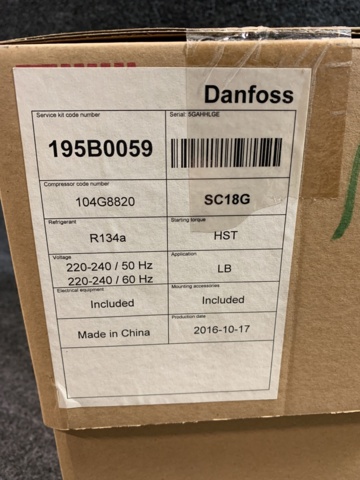 Danfoss
Service kit code number
195B0059
Serial: 5GAHHLGE
Compressor code number
104G8820
SC18G
Refrigerant
R134a
Starting torque
HST
Voltage
220-240 / 50 Hz
220-240 / 60 Hz
Application
LB
Electrical equipment
Included
Mounting accessories
Included
Made in China
Production date
2016-10-17